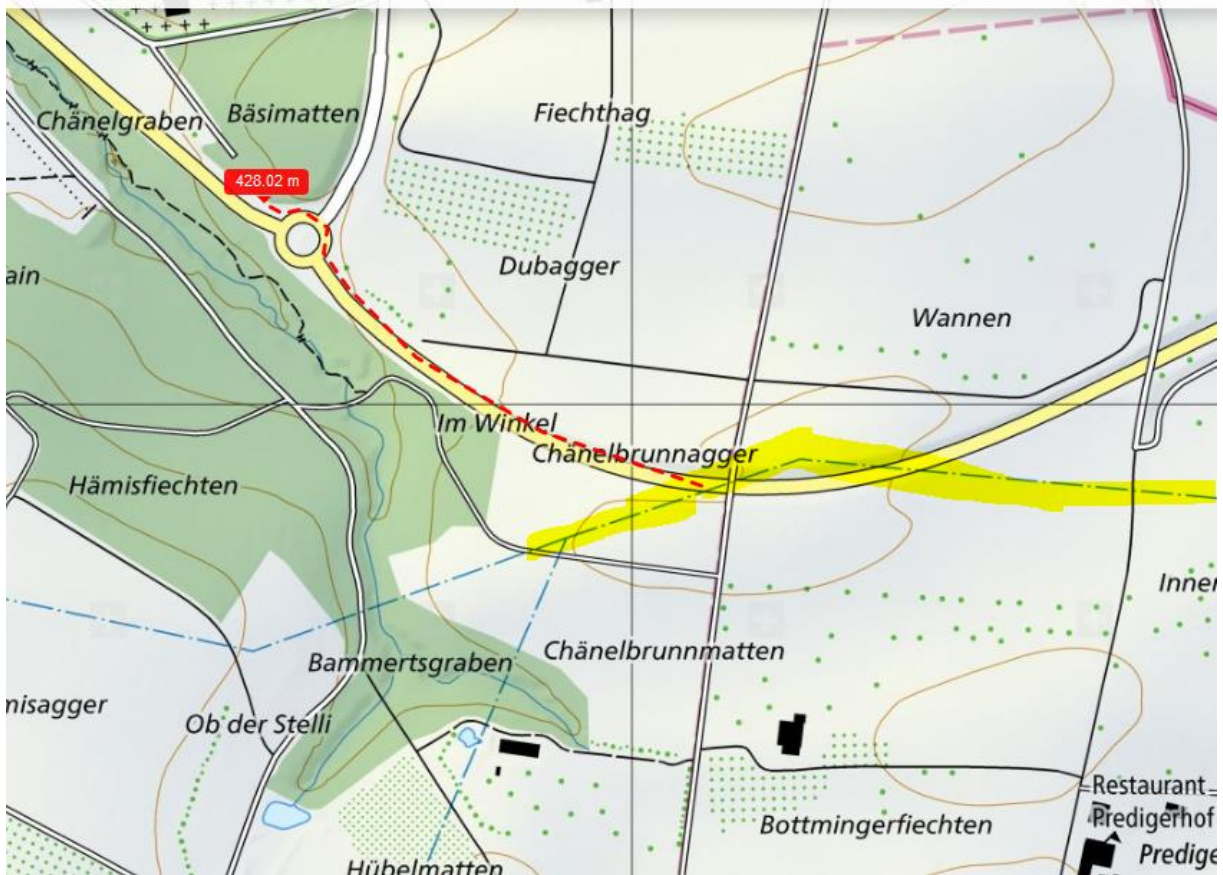 Chänelgraben
Bäsimatten
Fiechthag
428.02 m
Dubagger
ain
Wannen
Im Winkel
Chänelbrunnagger
Hämisfiechten
Inner
Chänelbrunnmatten
Bammertsgraben
misagger
Ob der Stelli
Restaurant
Predigerhof
Bottmingerfiechten
Predige
Hübelmatten